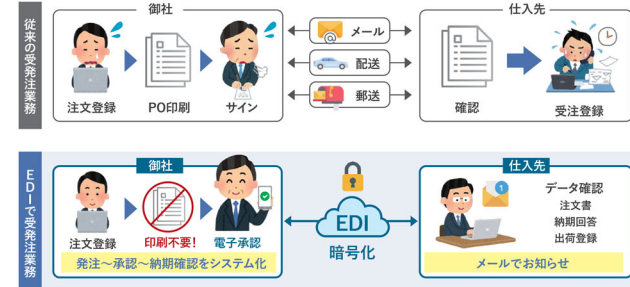 従来の受発注業務
御社
注文登録
PO印刷
サイン
メール
配送
郵送
仕入先
確認
受注登録
EDIで受発注業務
御社
注文登録
印刷不要!
電子承認
発注～承認～納期確認をシステム化
EDI
暗号化
仕入先
1
データ確認
注文書
納期回答
出荷登録
メールでお知らせ